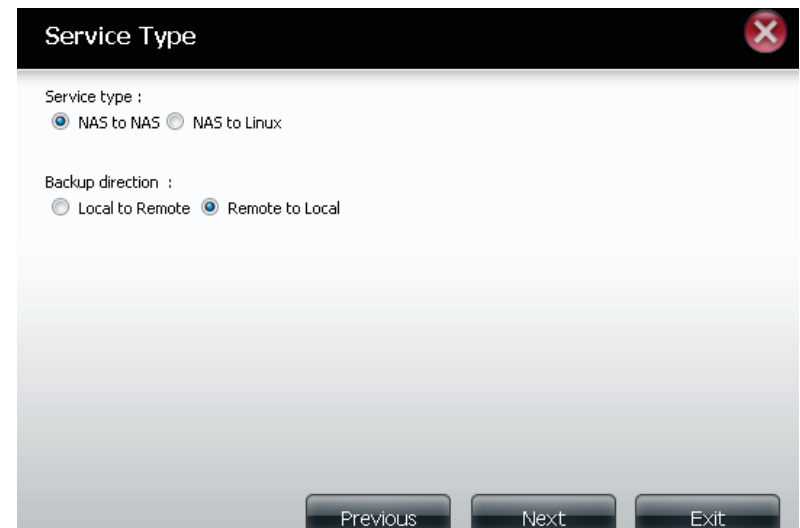 Service Type
Service type :
NAS to NAS NAS to Linux
Backup direction :
Local to Remote Remote to Local
Previous Next Exit